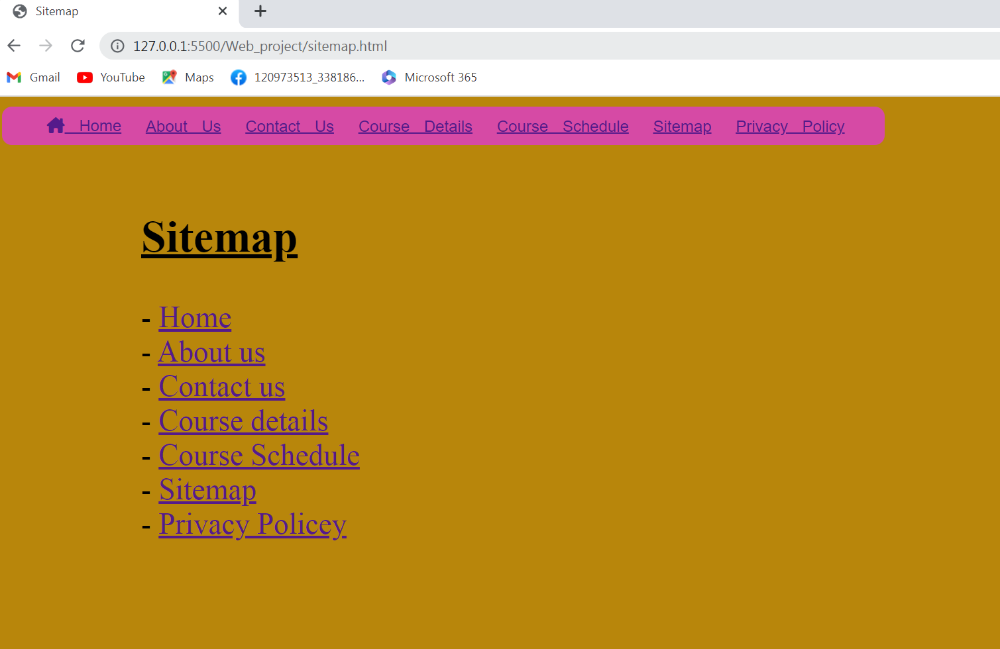 Sitemap
127.0.0.1:5500/Web_project/sitemap.html
Gmail YouTube Maps 120973513_338186... Microsoft 365
Home About Us Contact Us Course Details Course Schedule Sitemap Privacy Policy
Sitemap
- Home
- About us
- Contact us
- Course details
- Course Schedule
- Sitemap
- Privacy Policey